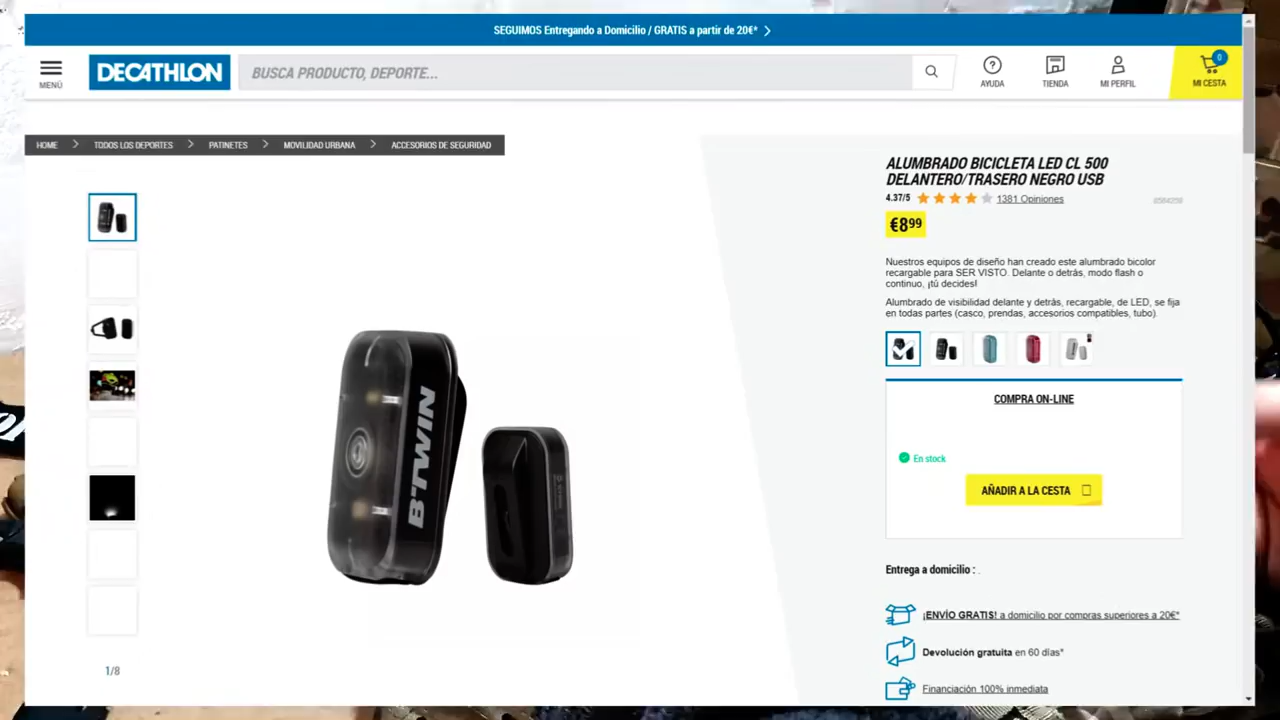 SEGUIMOS Entregando a Domicilio / GRATIS a partir de 20€*
MENÚ
DECATHLON
BUSCA PRODUCTO, DEPORTE...
AYUDA
TIENDA
MI PERFIL
0
MI CESTA
HOME
TODOS LOS DEPORTES
PATINETES
MOVILIDAD URBANA
ACCESORIOS DE SEGURIDAD
ALUMBRADO BICICLETA LED CL 500
DELANTERO/TRASERO NEGRO USB
4.37/5
1381 Opiniones
€8⁹⁹
Nuestros equipos de diseño han creado este alumbrado bicolor
recargable para SER VISTO. Delante o detrás, modo flash o
continuo, ¡tú decides!
Alumbrado de visibilidad delante y detrás, recargable, de LED, se fija
en todas partes (casco, prendas, accesorios compatibles, tubo).
B'TWIN
COMPRA ON-LINE
En stock
AÑADIR A LA CESTA
Entrega a domicilio :
¡ENVÍO GRATIS! a domicilio por compras superiores a 20€*
Devolución gratuita en 60 días*
Financiación 100% inmediata
1/8